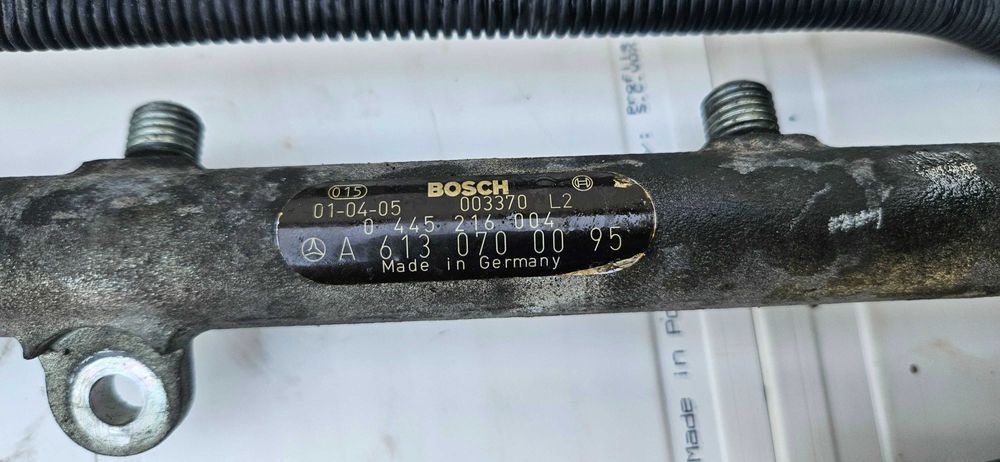 015 BOSCH
01-04-05 003370 L2
0 445 216 004
A 613 070 00 95
Made in Germany
Made in Po